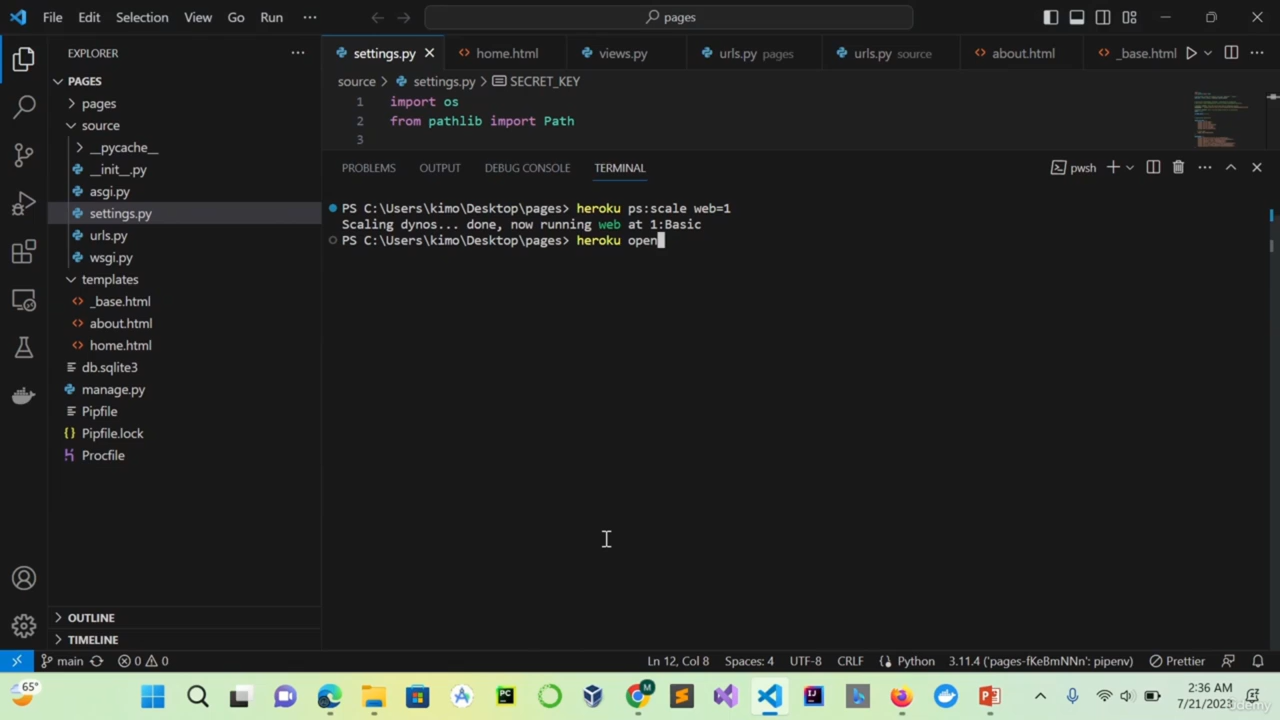 File Edit Selection View Go Run ···
pages
EXPLORER ···
PAGES
pages
source
__pycache__
__init__.py
asgi.py
settings.py
urls.py
wsgi.py
templates
_base.html
about.html
home.html
db.sqlite3
manage.py
Pipfile
Pipfile.lock
Procfile
OUTLINE
TIMELINE
settings.py home.html views.py urls.py pages urls.py source about.html _base.html ···
source > settings.py > SECRET_KEY
1 import os
2 from pathlib import Path
3
PROBLEMS OUTPUT DEBUG CONSOLE TERMINAL pwsh ···
PS C:\Users\kimo\Desktop\pages> heroku ps:scale web=1
Scaling dynos... done, now running web at 1:Basic
PS C:\Users\kimo\Desktop\pages> heroku open
main 0 0 Ln 12, Col 8 Spaces: 4 UTF-8 CRLF Python 3.11.4 ('pages-fKeBmNNn': pipenv) Prettier
65° PC M 2:36 AM
7/21/2023
Udemy